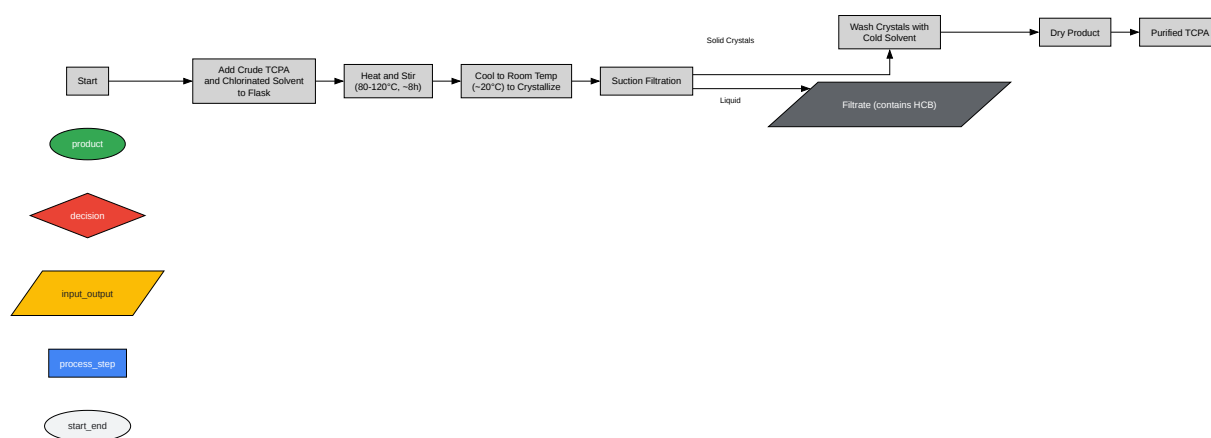 Start
Add Crude TCPA
and Chlorinated Solvent
to Flask
Heat and Stir
(80-120°C, ~8h)
Cool to Room Temp
(~20°C) to Crystallize
Suction Filtration
Solid Crystals
Liquid
Wash Crystals with
Cold Solvent
Filtrate (contains HCB)
Dry Product
Purified TCPA
product
decision
input_output
process_step
start_end